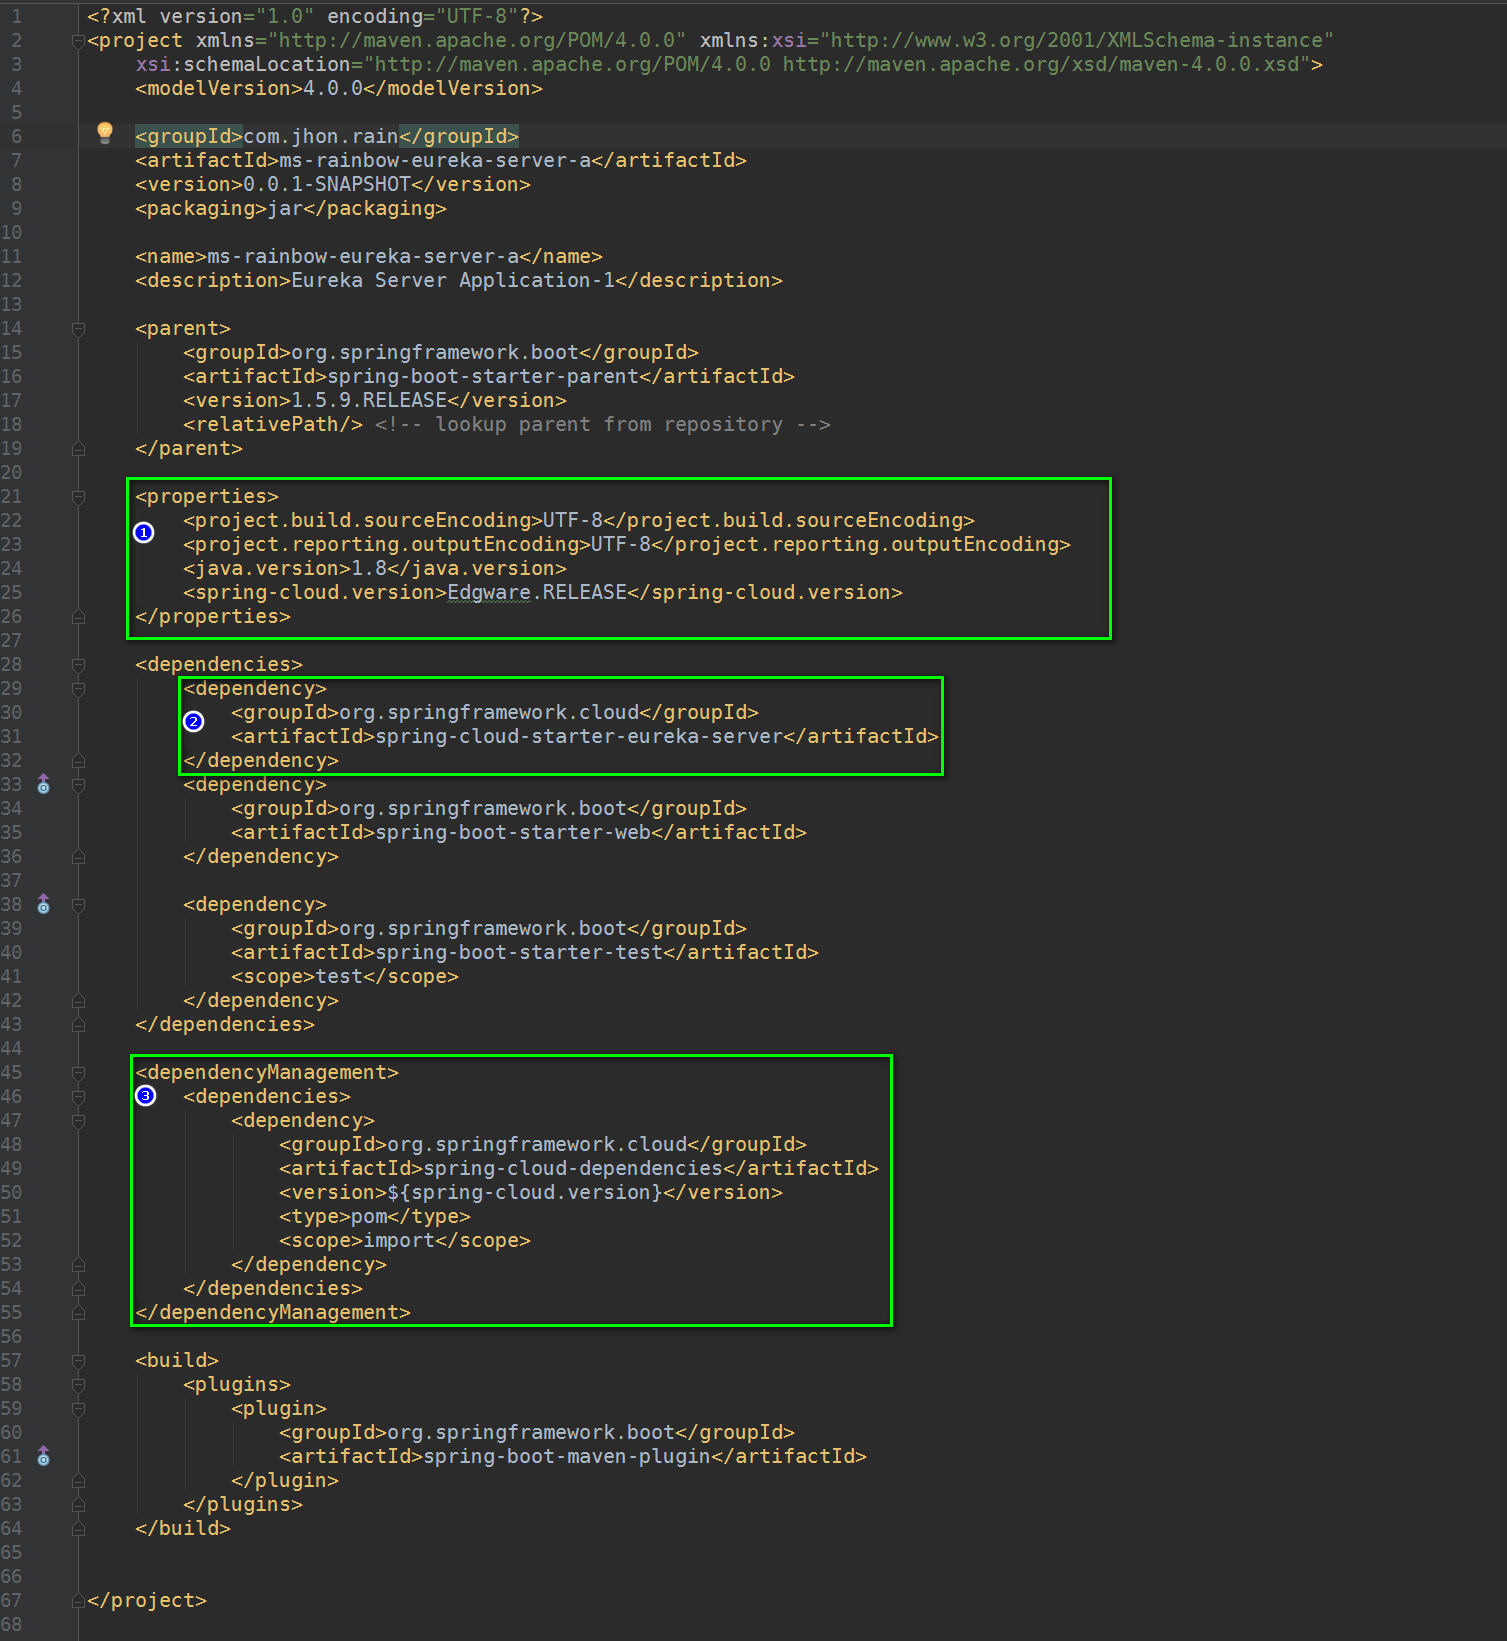 1 <?xml version="1.0" encoding="UTF-8"?>
2 <project xmlns="http://maven.apache.org/POM/4.0.0" xmlns:xsi="http://www.w3.org/2001/XMLSchema-instance"
3 xsi:schemaLocation="http://maven.apache.org/POM/4.0.0 http://maven.apache.org/xsd/maven-4.0.0.xsd">
4 <modelVersion>4.0.0</modelVersion>
5
6 <groupId>com.jhon.rain</groupId>
7 <artifactId>ms-rainbow-eureka-server-a</artifactId>
8 <version>0.0.1-SNAPSHOT</version>
9 <packaging>jar</packaging>
10
11 <name>ms-rainbow-eureka-server-a</name>
12 <description>Eureka Server Application-1</description>
13
14 <parent>
15 <groupId>org.springframework.boot</groupId>
16 <artifactId>spring-boot-starter-parent</artifactId>
17 <version>1.5.9.RELEASE</version>
18 <relativePath/> <!-- lookup parent from repository -->
19 </parent>
20
21 <properties>
22 <project.build.sourceEncoding>UTF-8</project.build.sourceEncoding>
1
23 <project.reporting.outputEncoding>UTF-8</project.reporting.outputEncoding>
24 <java.version>1.8</java.version>
25 <spring-cloud.version>Edgware.RELEASE</spring-cloud.version>
26 </properties>
27
28 <dependencies>
29 <dependency>
30 <groupId>org.springframework.cloud</groupId>
2
31 <artifactId>spring-cloud-starter-eureka-server</artifactId>
32 </dependency>
33 <dependency>
34 <groupId>org.springframework.boot</groupId>
35 <artifactId>spring-boot-starter-web</artifactId>
36 </dependency>
37
38 <dependency>
39 <groupId>org.springframework.boot</groupId>
40 <artifactId>spring-boot-starter-test</artifactId>
41 <scope>test</scope>
42 </dependency>
43 </dependencies>
44
45 <dependencyManagement>
46 3 <dependencies>
47 <dependency>
48 <groupId>org.springframework.cloud</groupId>
49 <artifactId>spring-cloud-dependencies</artifactId>
50 <version>${spring-cloud.version}</version>
51 <type>pom</type>
52 <scope>import</scope>
53 </dependency>
54 </dependencies>
55 </dependencyManagement>
56
57 <build>
58 <plugins>
59 <plugin>
60 <groupId>org.springframework.boot</groupId>
61 <artifactId>spring-boot-maven-plugin</artifactId>
62 </plugin>
63 </plugins>
64 </build>
65
66
67 </project>
68